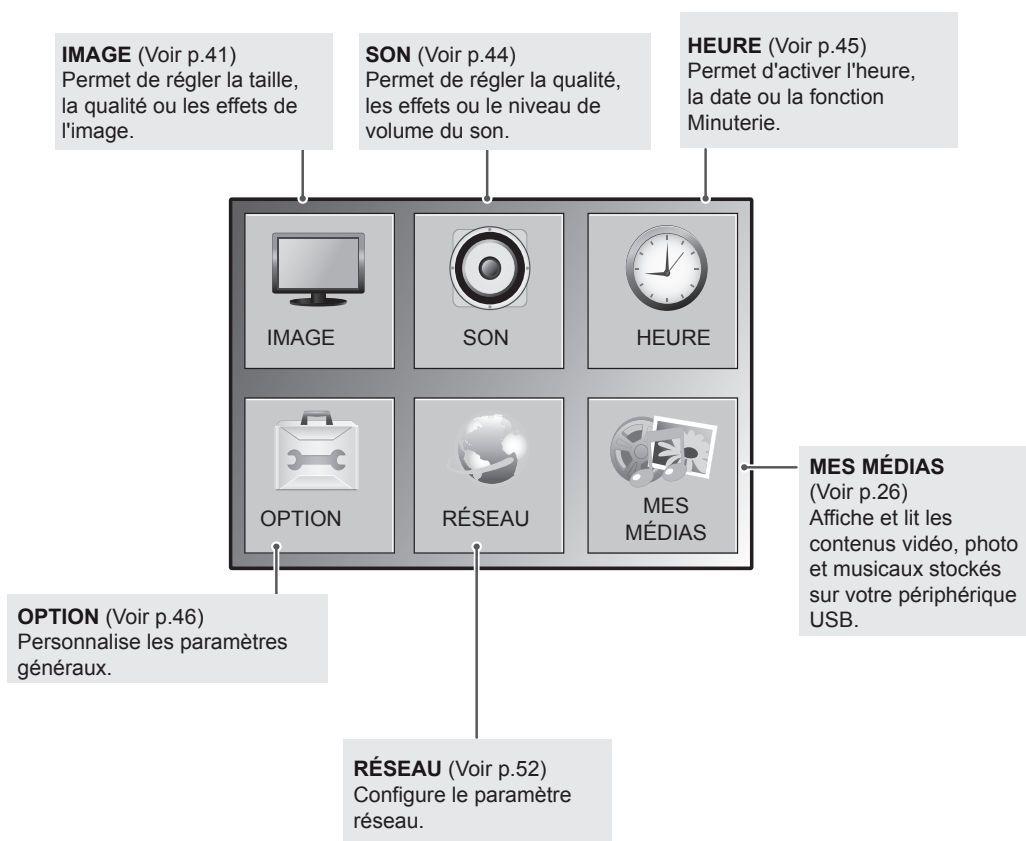 IMAGE (Voir p.41)
Permet de régler la taille,
la qualité ou les effets de
l'image.
SON (Voir p.44)
Permet de régler la qualité,
les effets ou le niveau de
volume du son.
HEURE (Voir p.45)
Permet d'activer l'heure,
la date ou la fonction
Minuterie.
IMAGE
SON
HEURE
OPTION
RÉSEAU
MES
MÉDIAS
MES MÉDIAS
(Voir p.26)
Affiche et lit les
contenus vidéo, photo
et musicaux stockés
sur votre périphérique
USB.
OPTION (Voir p.46)
Personnalise les paramètres
généraux.
RÉSEAU (Voir p.52)
Configure le paramètre
réseau.